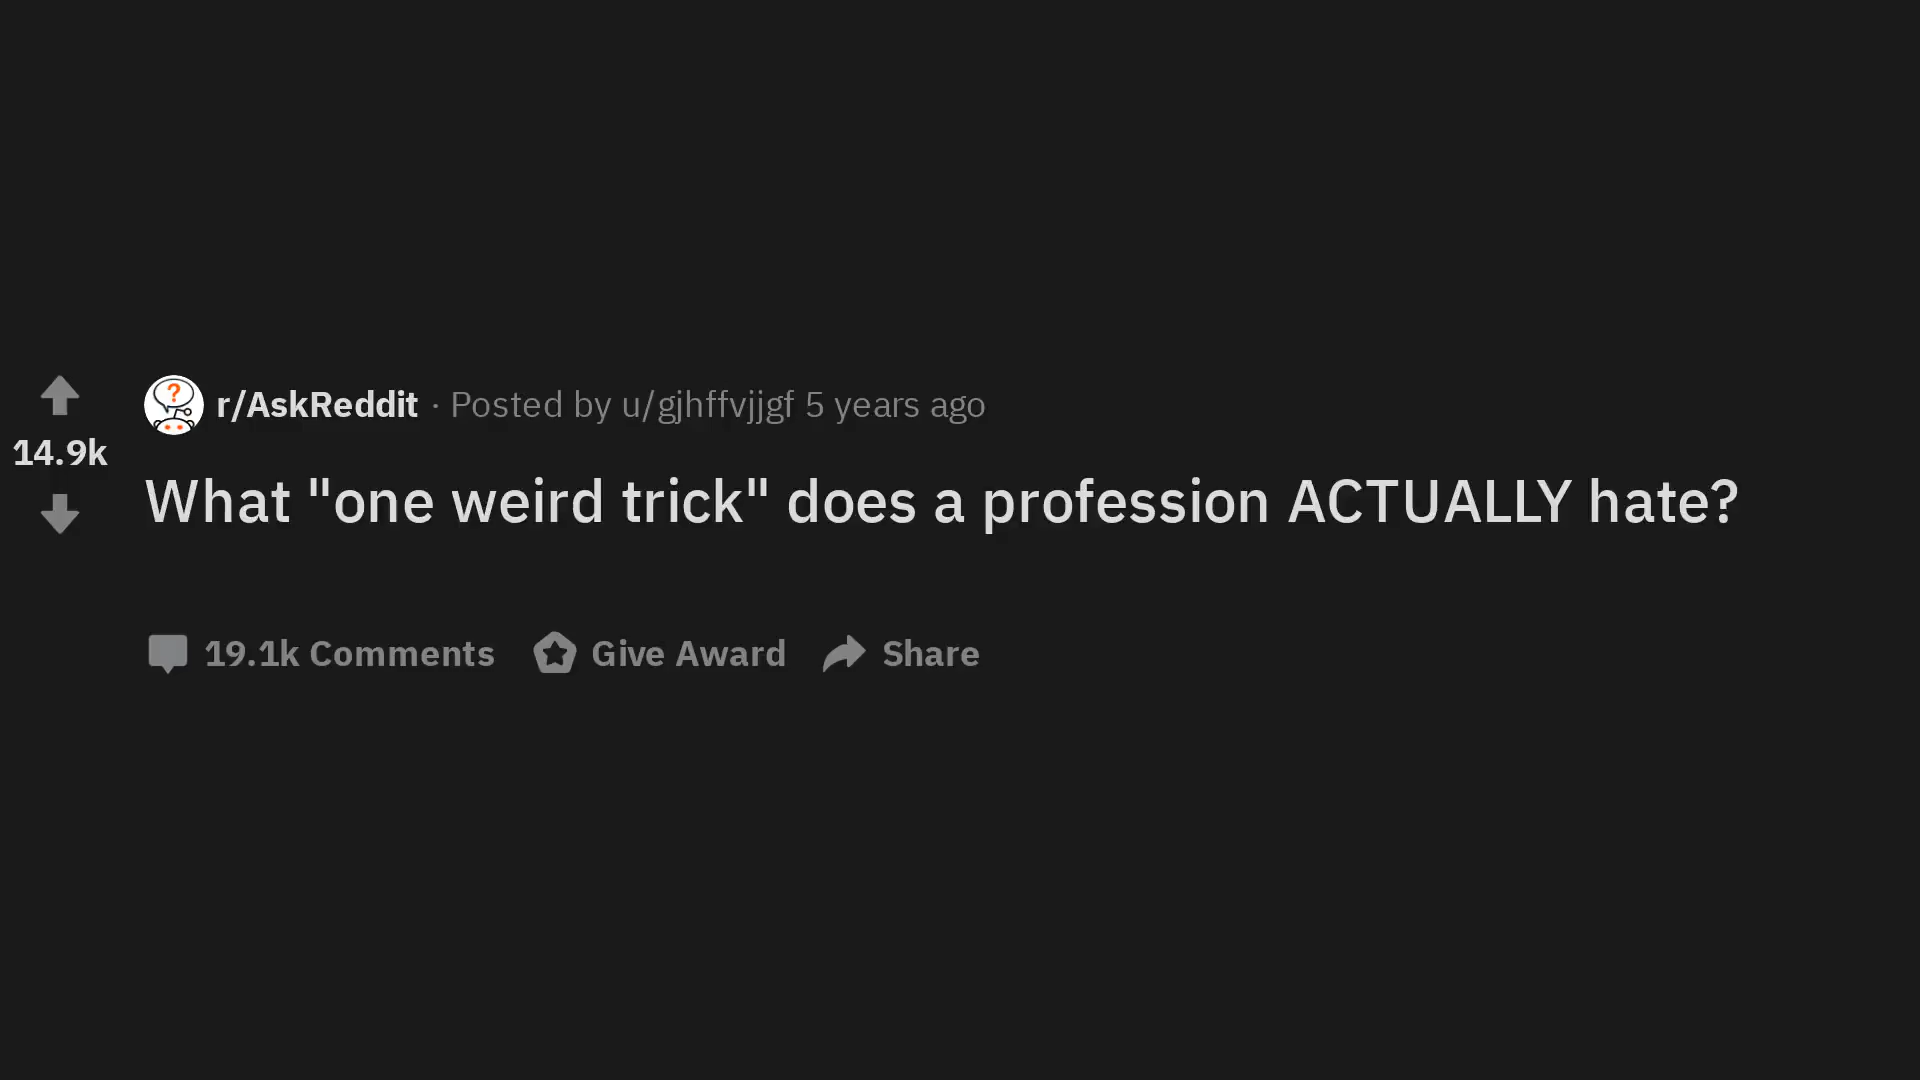 r/AskReddit · Posted by u/gjhffvjjgf 5 years ago
14.9k
What "one weird trick" does a profession ACTUALLY hate?
19.1k Comments Give Award Share